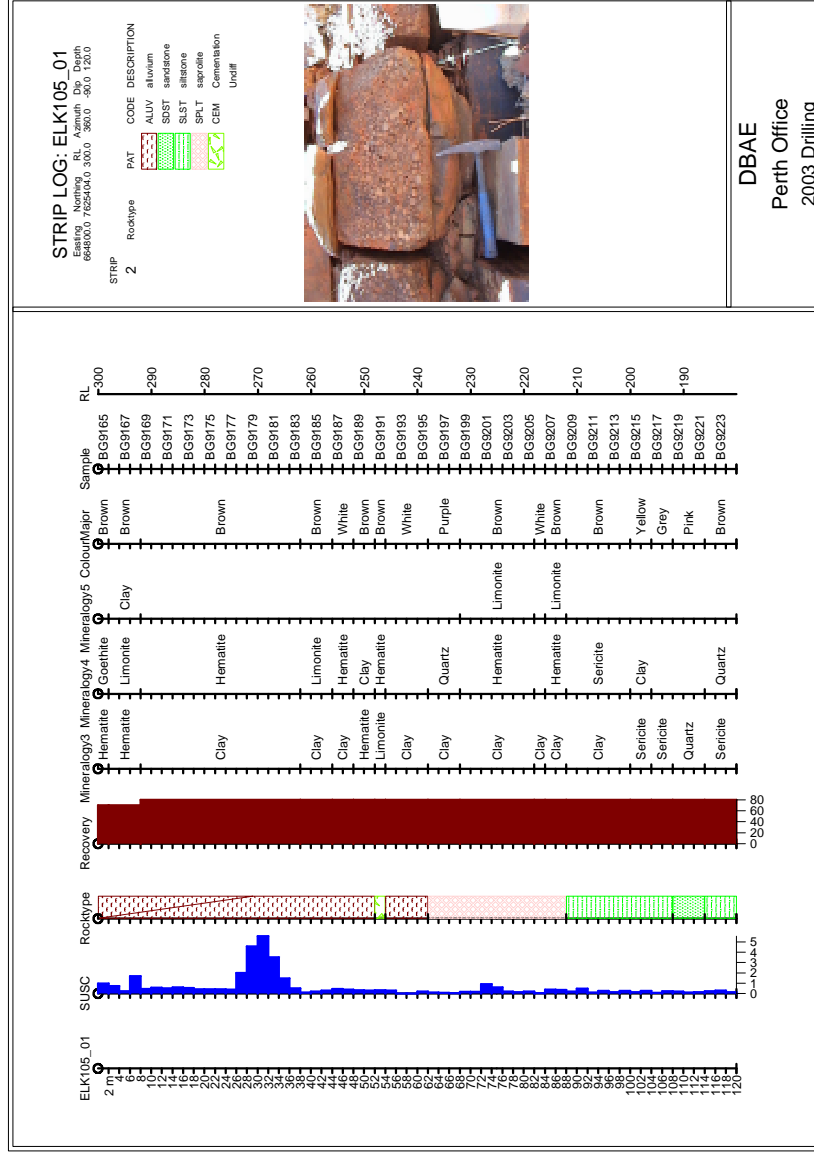 STRIP LOG: ELK105_01
Easting Northing RL Azimuth Dip Depth
664800.0 7625404.0 300.0 360.0 -90.0 120.0
STRIP
2 Rocktype
PAT CODE DESCRIPTION
ALUV alluvium
SDST sandstone
SLST siltstone
SPLT saprolite
CEM Cementation
Undiff
DBAE
Perth Office
2003 Drilling
RL
300
290
280
270
260
250
240
230
220
210
200
190
Sample
BG9165
BG9167
BG9169
BG9171
BG9173
BG9175
BG9177
BG9179
BG9181
BG9183
BG9185
BG9187
BG9189
BG9191
BG9193
BG9195
BG9197
BG9199
BG9201
BG9203
BG9205
BG9207
BG9209
BG9211
BG9213
BG9215
BG9217
BG9219
BG9221
BG9223
ColourMajor
Brown
Brown
Brown
Brown
White
Brown
Brown
White
Purple
Brown
White
Brown
Brown
Yellow
Grey
Pink
Brown
Mineralogy5
Clay
Limonite
Limonite
Mineralogy4
Goethite
Limonite
Hematite
Limonite
Hematite
Clay
Hematite
Quartz
Hematite
Hematite
Sericite
Clay
Quartz
Mineralogy3
Hematite
Hematite
Clay
Clay
Clay
Hematite
Limonite
Clay
Clay
Clay
Clay
Clay
Clay
Sericite
Sericite
Quartz
Sericite
Recovery
80
60
40
20
0
Rocktype
SUSC
5
4
3
2
1
0
ELK105_01
2 m
4
6
8
10
12
14
16
18
20
22
24
26
28
30
32
34
36
38
40
42
44
46
48
50
52
54
56
58
60
62
64
66
68
70
72
74
76
78
80
82
84
86
88
90
92
94
96
98
100
102
104
106
108
110
112
114
116
118
120